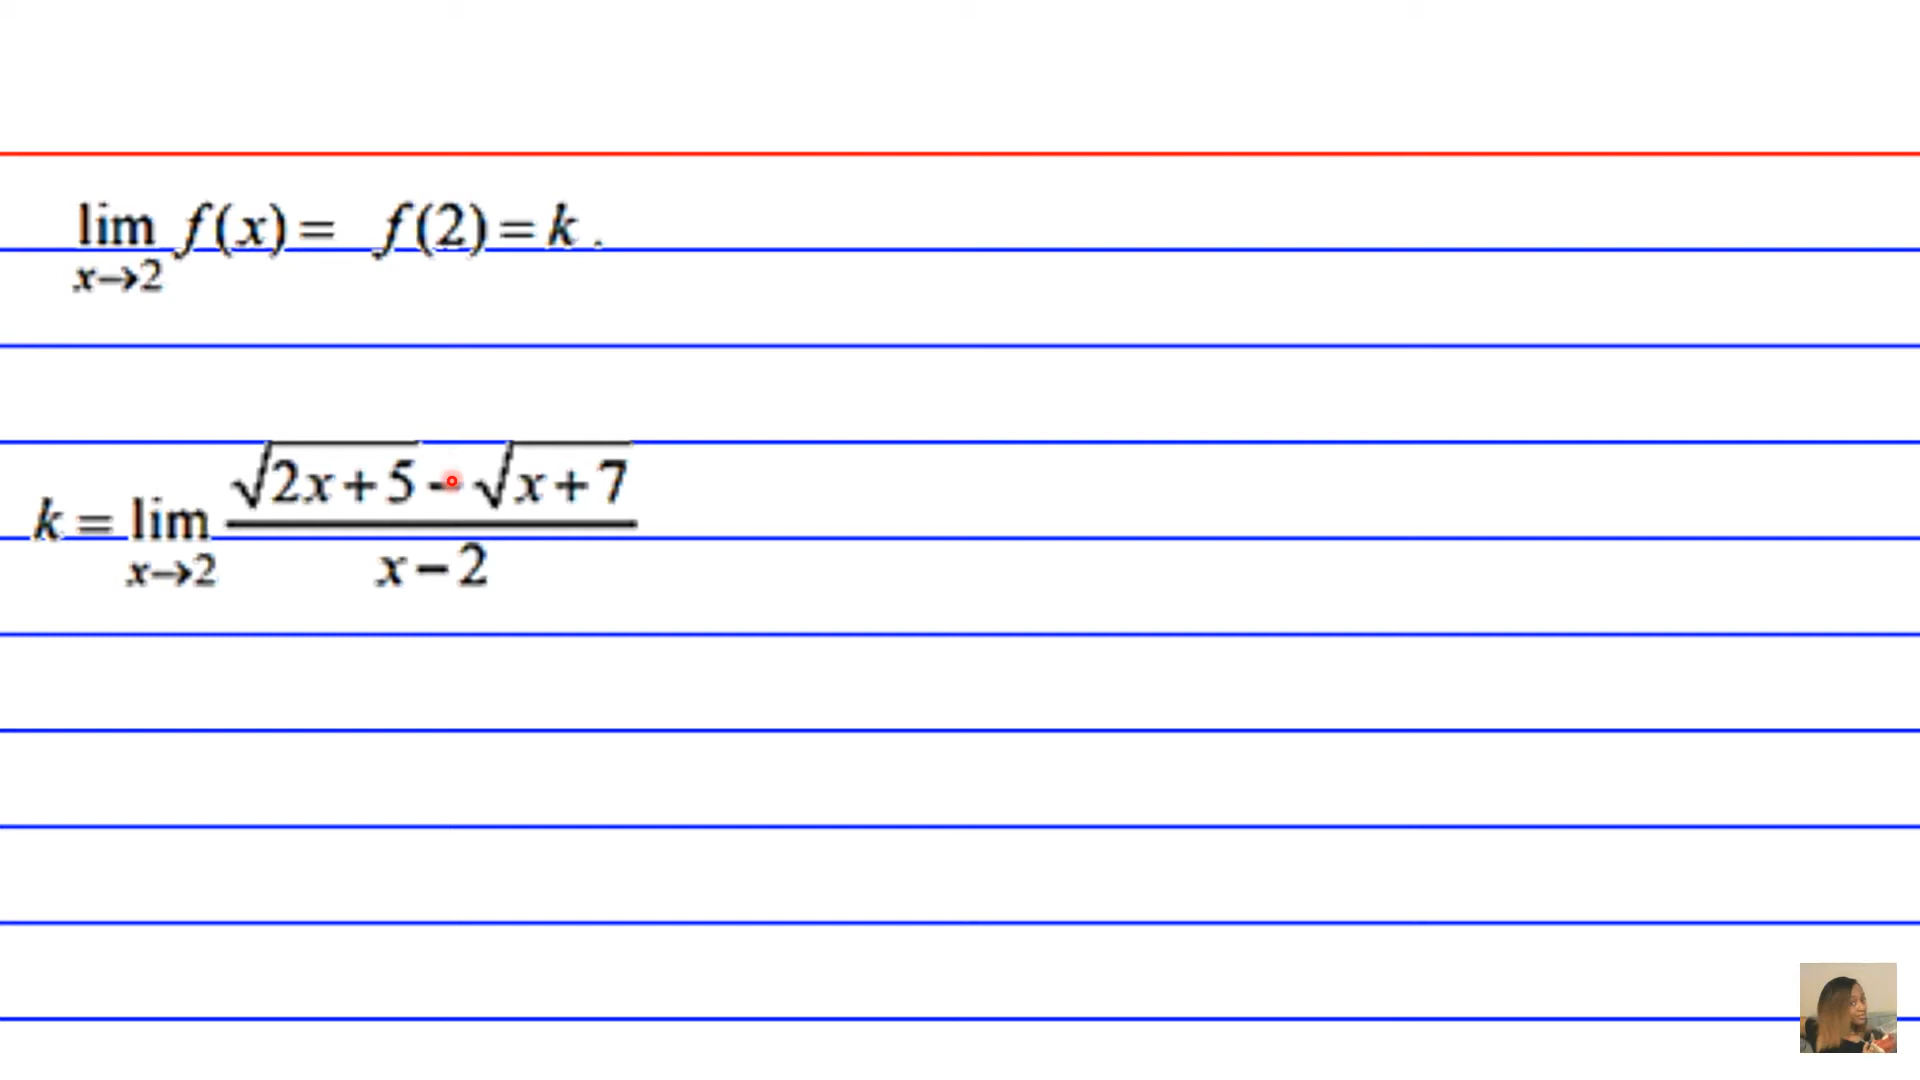 lim x→2 f(x) = f(2) = k .
k = lim x→2 (√(2x+5) − √(x+7)) / (x−2)